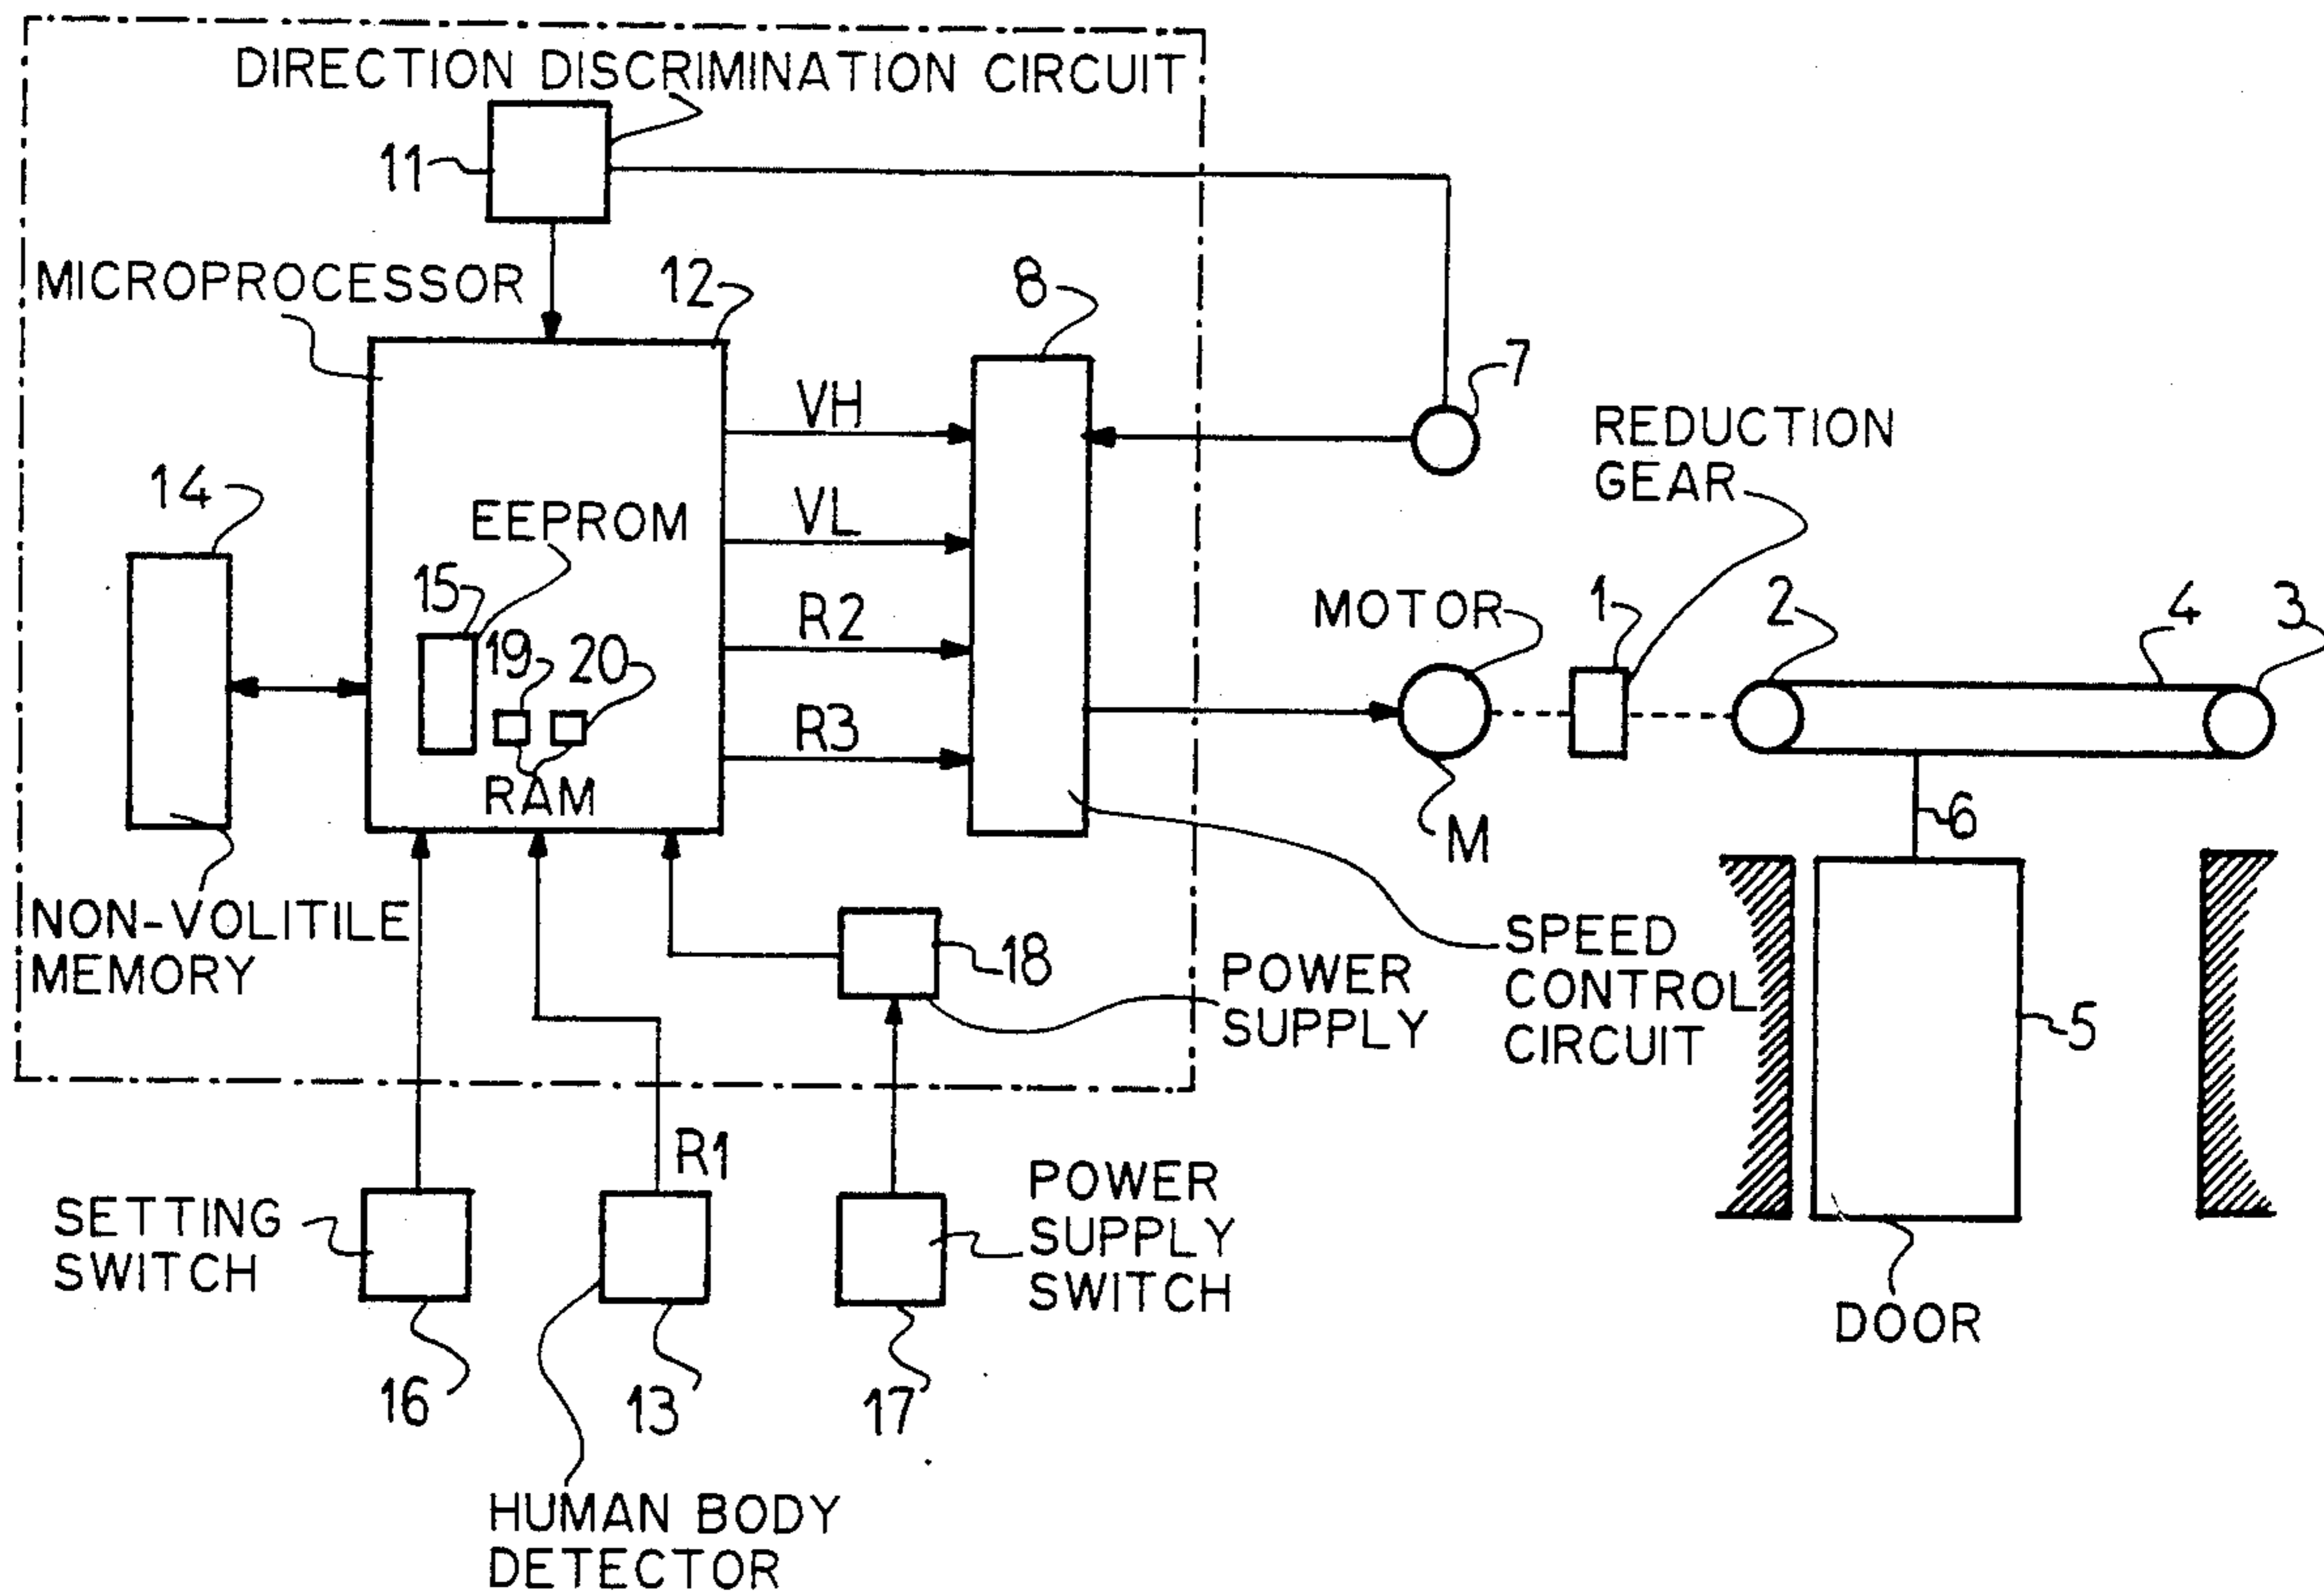 DIRECTION DISCRIMINATION CIRCUIT
11
MICROPROCESSOR
12
8
7
VH
REDUCTION
GEAR
14
EEPROM
VL
15
19
20
R2
MOTOR
1
2
4
3
R3
RAM
M
6
NON-VOLITILE
MEMORY
18
POWER
SUPPLY
SPEED
CONTROL
CIRCUIT
5
R1
SETTING
SWITCH
POWER
SUPPLY
SWITCH
DOOR
16
13
17
HUMAN BODY
DETECTOR